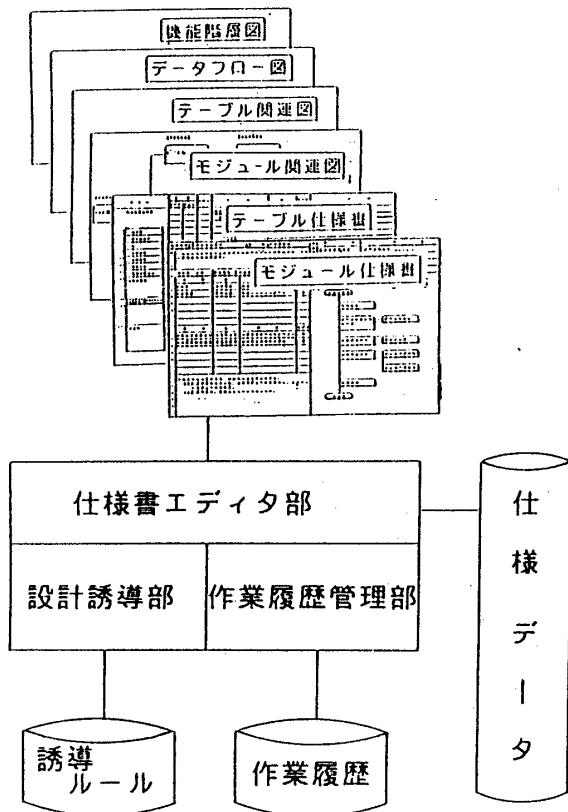 機能階層図
データフロー図
テーブル関連図
モジュール関連図
テーブル仕様書
モジュール仕様書
仕様書エディタ部
設計誘導部
作業履歴管理部
仕様データ
誘導
ルール
作業履歴